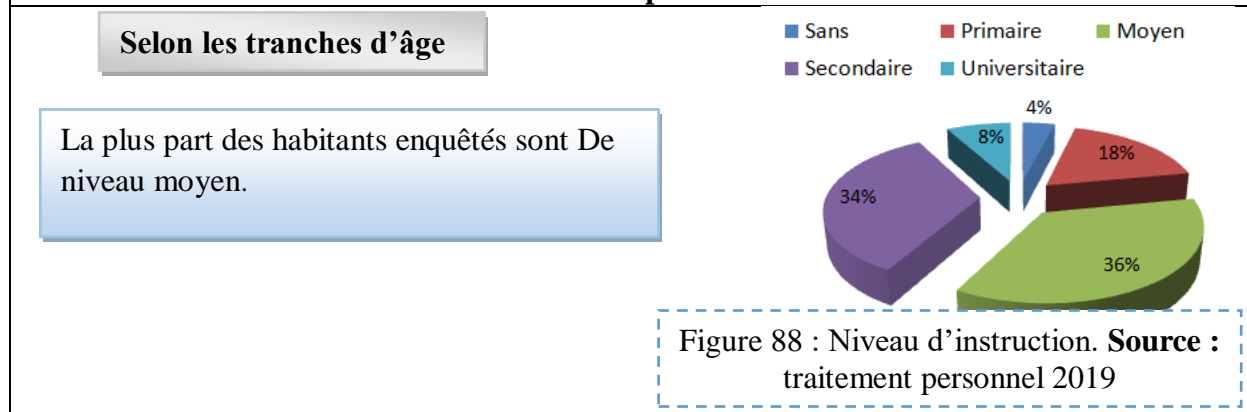 Selon les tranches d’âge
La plus part des habitants enquêtés sont De
niveau moyen.
Sans Primaire Moyen
Secondaire Universitaire
4%
8%
18%
34%
36%
Figure 88 : Niveau d’instruction. Source :
traitement personnel 2019